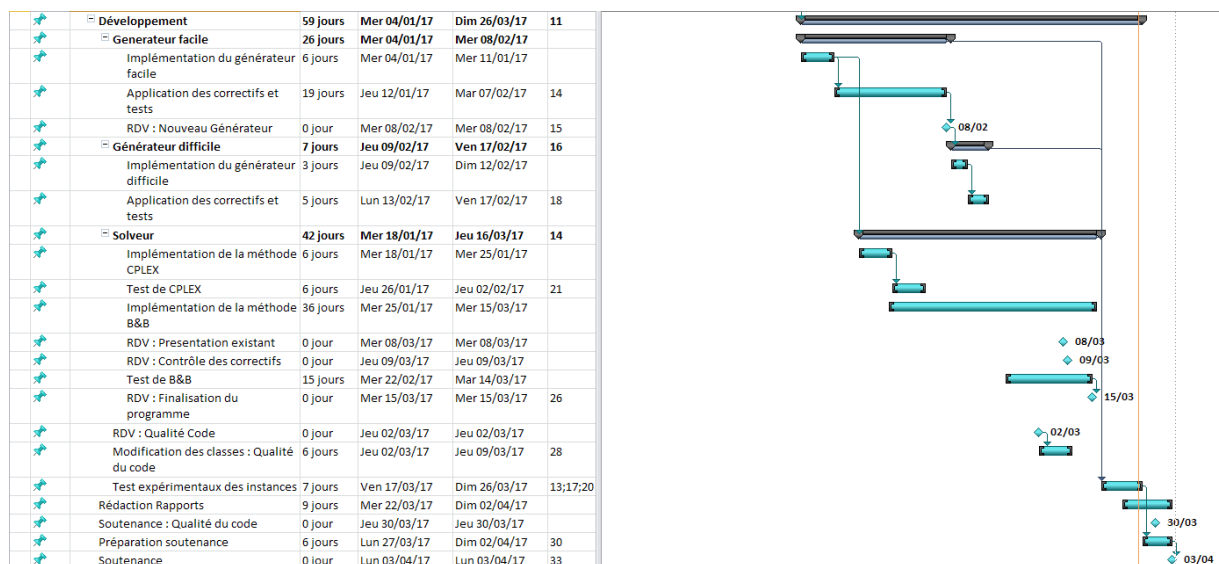 Développement 59 jours Mer 04/01/17 Dim 26/03/17 11
Generateur facile 26 jours Mer 04/01/17 Mer 08/02/17
Implémentation du générateur 6 jours Mer 04/01/17 Mer 11/01/17
facile
Application des correctifs et 19 jours Jeu 12/01/17 Mar 07/02/17 14
tests
RDV : Nouveau Générateur 0 jour Mer 08/02/17 Mer 08/02/17 15 08/02
Générateur difficile 7 jours Jeu 09/02/17 Ven 17/02/17 16
Implémentation du générateur 3 jours Jeu 09/02/17 Dim 12/02/17
difficile
Application des correctifs et 5 jours Lun 13/02/17 Ven 17/02/17 18
tests
Solveur 42 jours Mer 18/01/17 Jeu 16/03/17 14
Implémentation de la méthode 6 jours Mer 18/01/17 Mer 25/01/17
CPLEX
Test de CPLEX 6 jours Jeu 26/01/17 Jeu 02/02/17 21
Implémentation de la méthode 36 jours Mer 25/01/17 Mer 15/03/17
B&B
RDV : Presentation existant 0 jour Mer 08/03/17 Mer 08/03/17 08/03
RDV : Contrôle des correctifs 0 jour Jeu 09/03/17 Jeu 09/03/17 09/03
Test de B&B 15 jours Mer 22/02/17 Mar 14/03/17
RDV : Finalisation du 0 jour Mer 15/03/17 Mer 15/03/17 26 15/03
programme
RDV : Qualité Code 0 jour Jeu 02/03/17 Jeu 02/03/17 02/03
Modification des classes : Qualité 6 jours Jeu 02/03/17 Jeu 09/03/17 28
du code
Test expérimentaux des instances 7 jours Ven 17/03/17 Dim 26/03/17 13;17;20
Rédaction Rapports 9 jours Mer 22/03/17 Dim 02/04/17
Soutenance : Qualité du code 0 jour Jeu 30/03/17 Jeu 30/03/17 30/03
Préparation soutenance 6 jours Lun 27/03/17 Dim 02/04/17 30
Soutenance 0 jour Lun 03/04/17 Lun 03/04/17 33 03/04